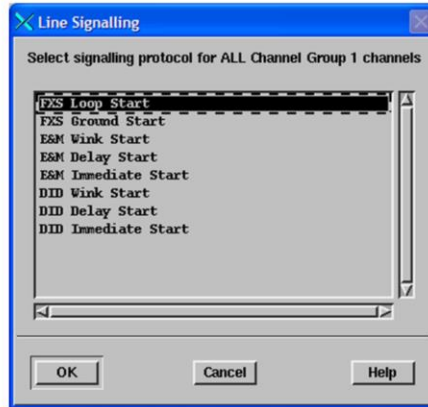 Line Signalling
Select signalling protocol for ALL Channel Group 1 channels
FXS Loop Start
FXS Ground Start
E&M Wink Start
E&M Delay Start
E&M Immediate Start
DID Wink Start
DID Delay Start
DID Immediate Start
OK Cancel Help